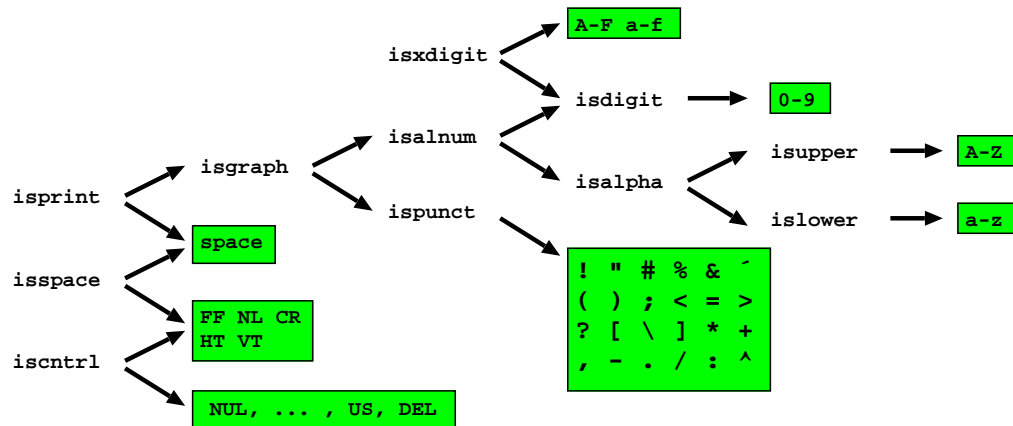 A-F a-f
isxdigit
isdigit
0-9
isalnum
isupper
A-Z
isgraph
isalpha
isprint
ispunct
islower
a-z
space
isspace
! " # % & ´
( ) ; < = >
? [ \ ] * +
, - . / : ^
FF NL CR
HT VT
iscntrl
NUL, ... , US, DEL